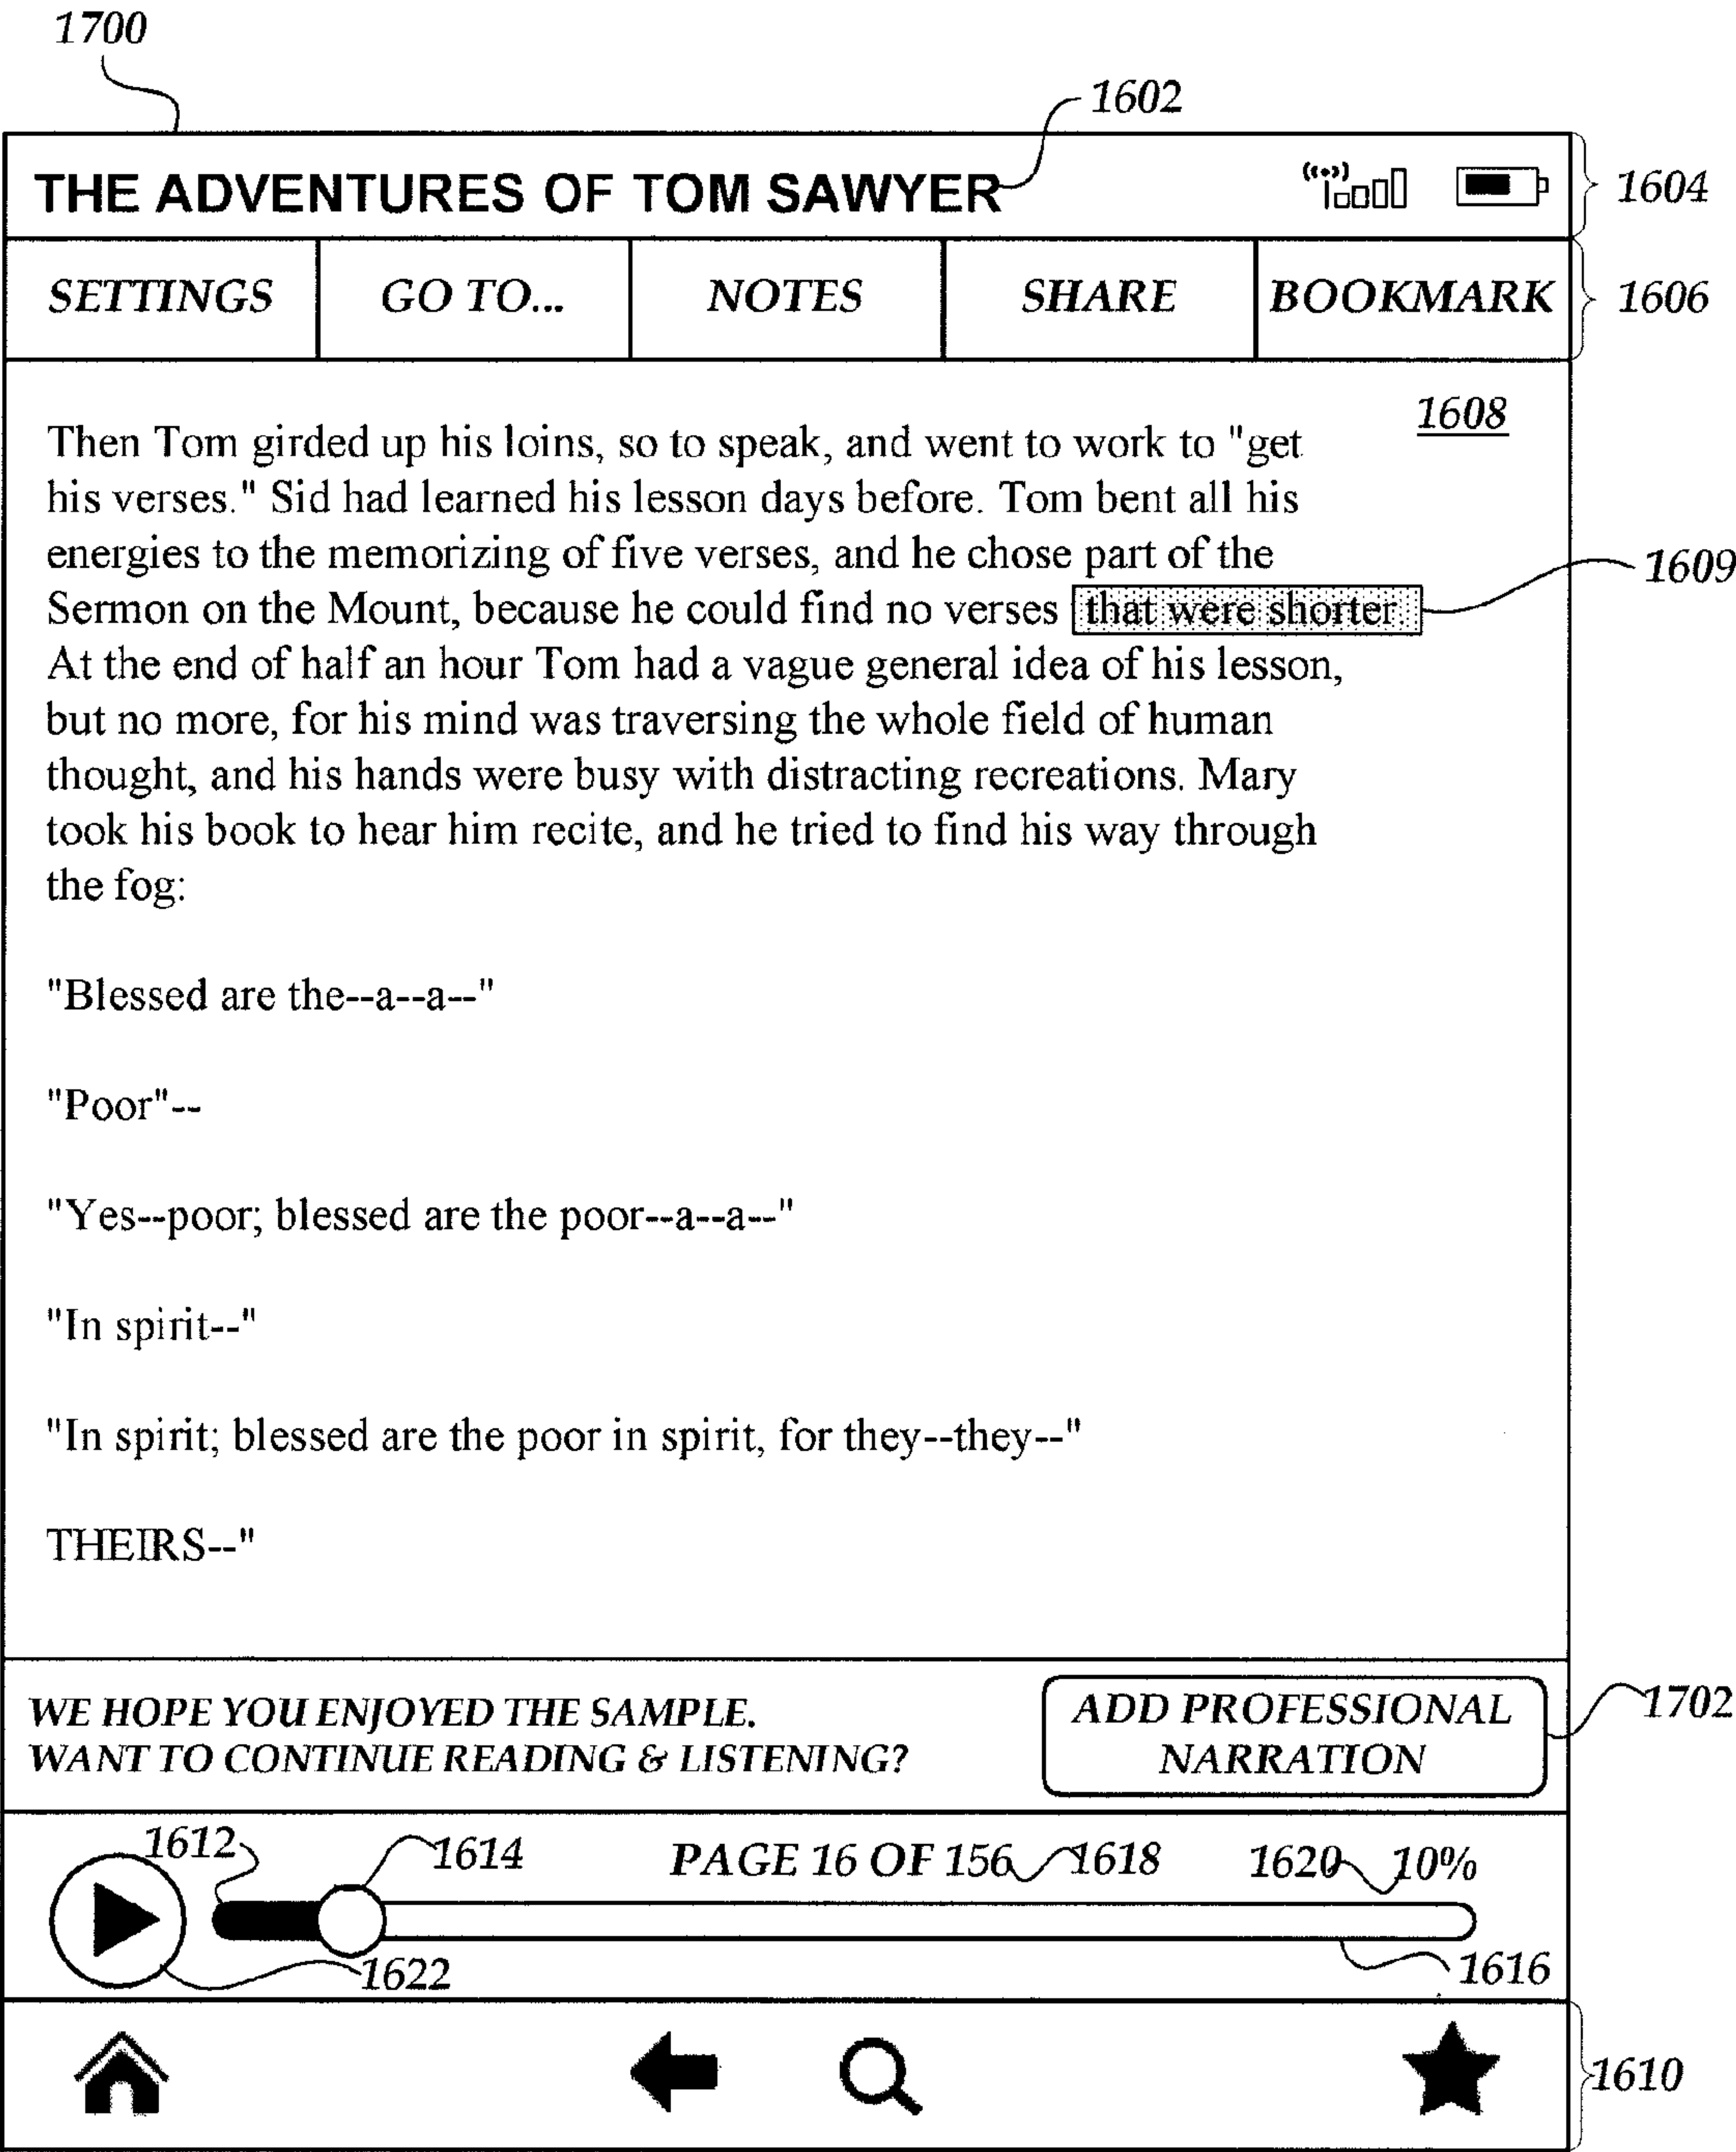 1700
1602
THE ADVENTURES OF TOM SAWYER
1604
SETTINGS GO TO... NOTES SHARE BOOKMARK
1606
1608
Then Tom girded up his loins, so to speak, and went to work to "get
his verses." Sid had learned his lesson days before. Tom bent all his
energies to the memorizing of five verses, and he chose part of the
1609
Sermon on the Mount, because he could find no verses that were shorter.
At the end of half an hour Tom had a vague general idea of his lesson,
but no more, for his mind was traversing the whole field of human
thought, and his hands were busy with distracting recreations. Mary
took his book to hear him recite, and he tried to find his way through
the fog:
"Blessed are the--a--a--"
"Poor"--
"Yes--poor; blessed are the poor--a--a--"
"In spirit--"
"In spirit; blessed are the poor in spirit, for they--they--"
THEIRS--"
WE HOPE YOU ENJOYED THE SAMPLE.
WANT TO CONTINUE READING & LISTENING?
ADD PROFESSIONAL
NARRATION
1702
1612
1614
PAGE 16 OF 156
1618
1620
10%
1622
1616
1610